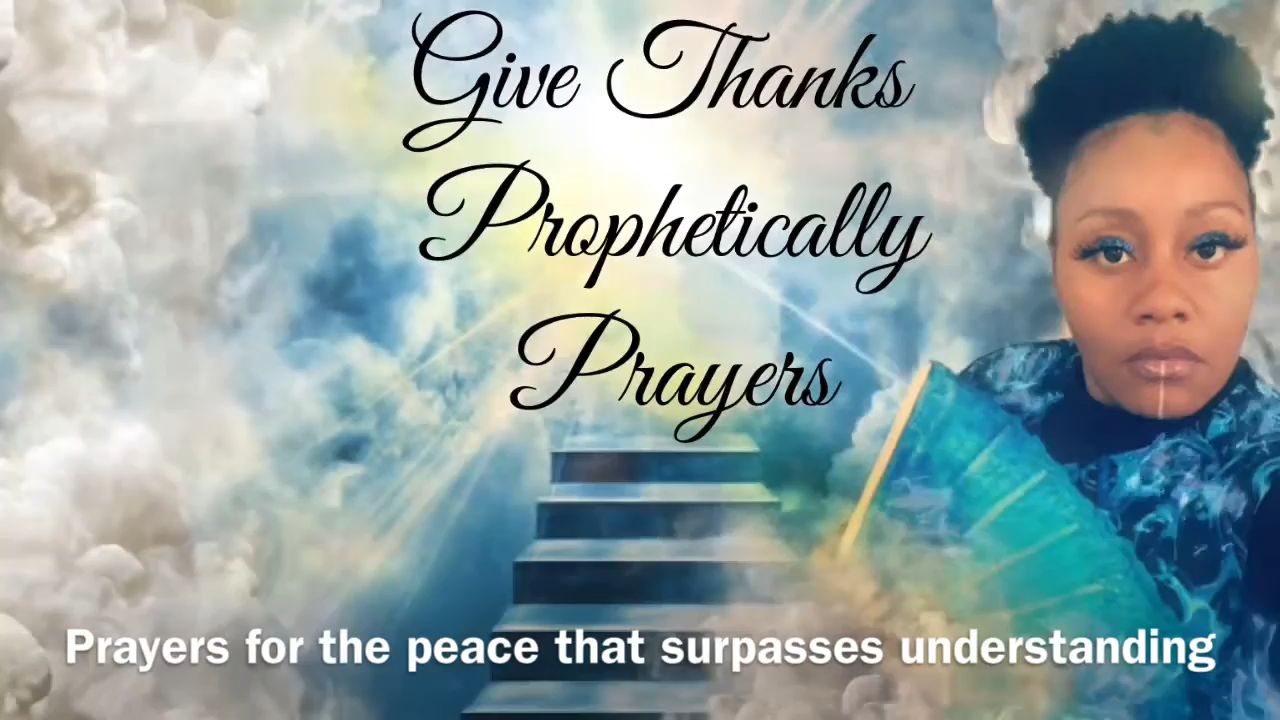 Give Thanks
Prophetically
Prayers
Prayers for the peace that surpasses understanding